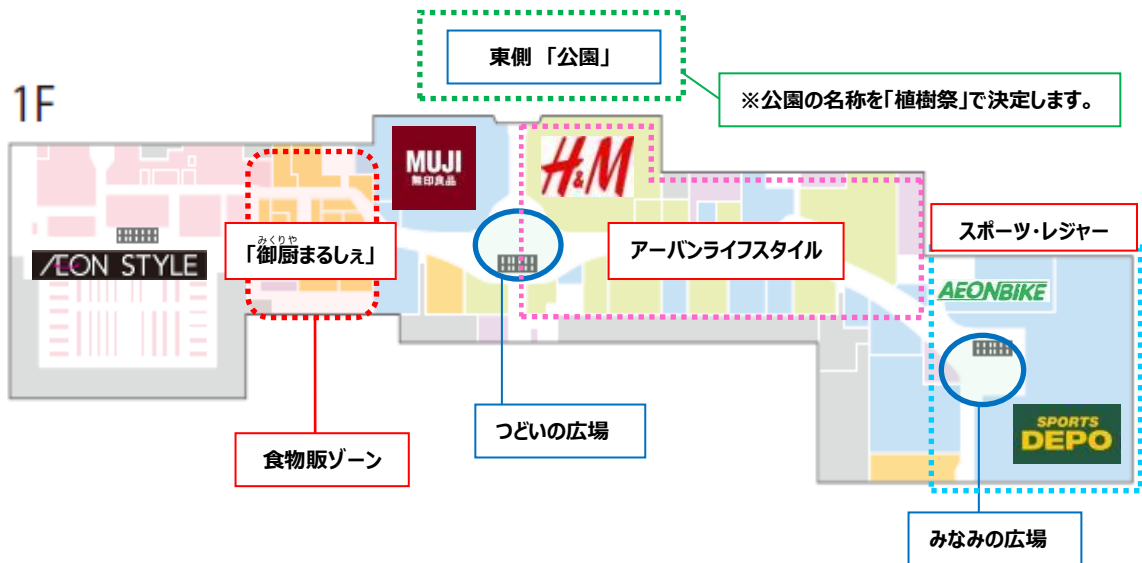 東側 「公園」
※公園の名称を「植樹祭」で決定します。
1F
MUJI
無印良品
H&M
スポーツ・レジャー
みくりや
「御厨まるしぇ」
アーバンライフスタイル
ÆON STYLE
AEONBIKE
SPORTS
DEPO
つどいの広場
食物販ゾーン
みなみの広場